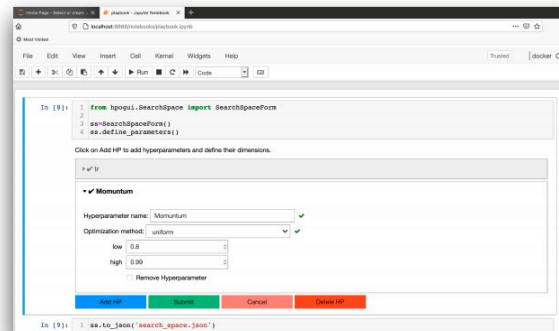 Home Page - Select or create a
playbook - Jupyter Notebook
localhost:8888/notebooks/playbook.ipynb
Most Visited
File Edit View Insert Cell Kernel Widgets Help
Trusted docker
Run Code
In [8]: 1 from hpogui.SearchSpace import SearchSpaceForm
2
3 ss=SearchSpaceForm()
4 ss.define_parameters()
Click on Add HP to add hyperparameters and define their dimensions.
lr
Momuntum
Hyperparameter name: Momuntum
Optimization method: uniform
low 0.8
high 0.99
Remove Hyperparameter
Add HP Submit Cancel Delete HP
In [9]: 1 ss.to_json('search_space.json')